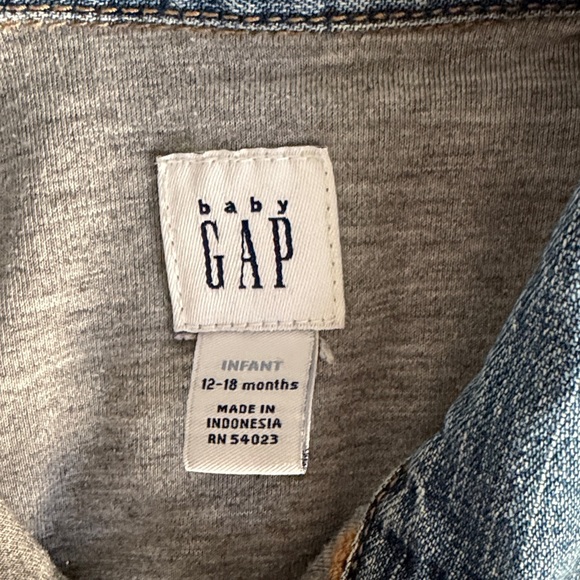 baby
GAP
INFANT
12-18 months
MADE IN
INDONESIA
RN 54023